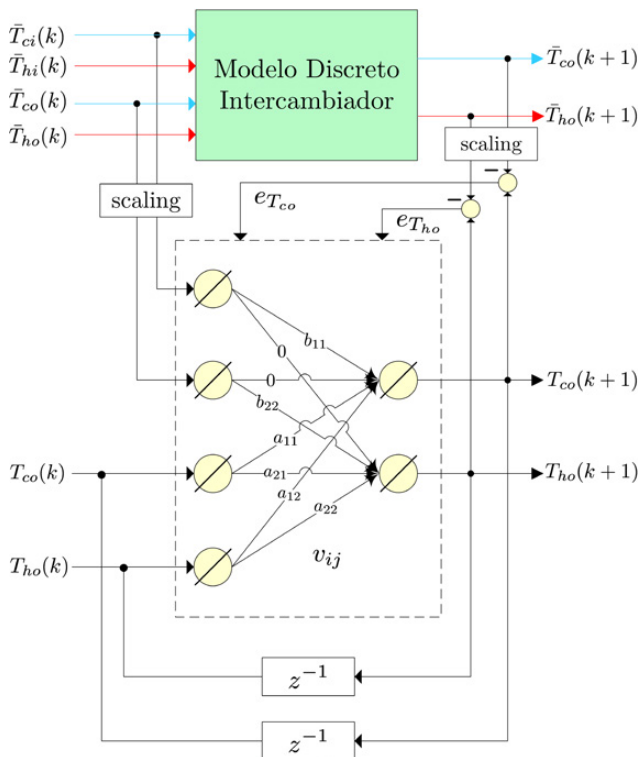 T̄ci(k)
T̄hi(k)
T̄co(k)
T̄ho(k)
Modelo Discreto
Intercambiador
T̄co(k+1)
T̄ho(k+1)
scaling
scaling
−
−
eTco
eTho
b11
0
0
b22
a11
a21
a12
a22
vij
Tco(k)
Tho(k)
Tco(k+1)
Tho(k+1)
z−1
z−1